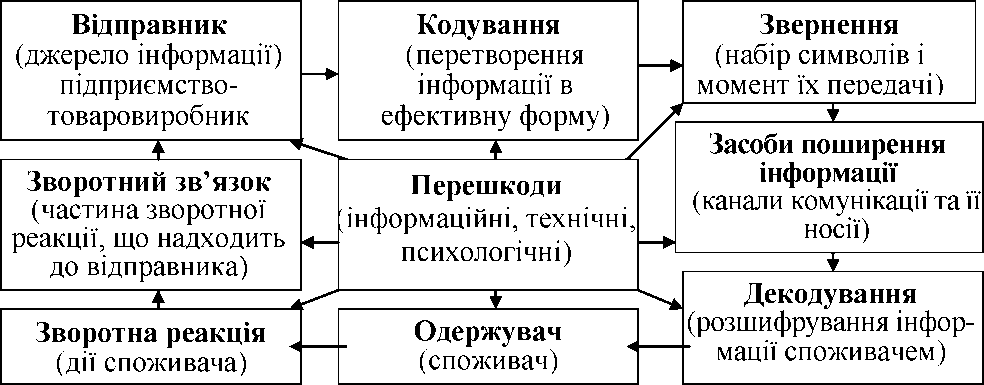 Відправник
(джерело інформації)
підприємство-
товаровиробник
Кодування
(перетворення
інформації в
ефективну форму)
Звернення
(набір символів і
момент їх передачі)
Засоби поширення
інформації
(канали комунікації та її
носії)
Зворотний зв’язок
(частина зворотної
реакції, що надходить
до відправника)
Перешкоди
(інформаційні, технічні,
психологічні)
Декодування
(розшифрування інфор-
мації споживачем)
Зворотна реакція
(дії споживача)
Одержувач
(споживач)